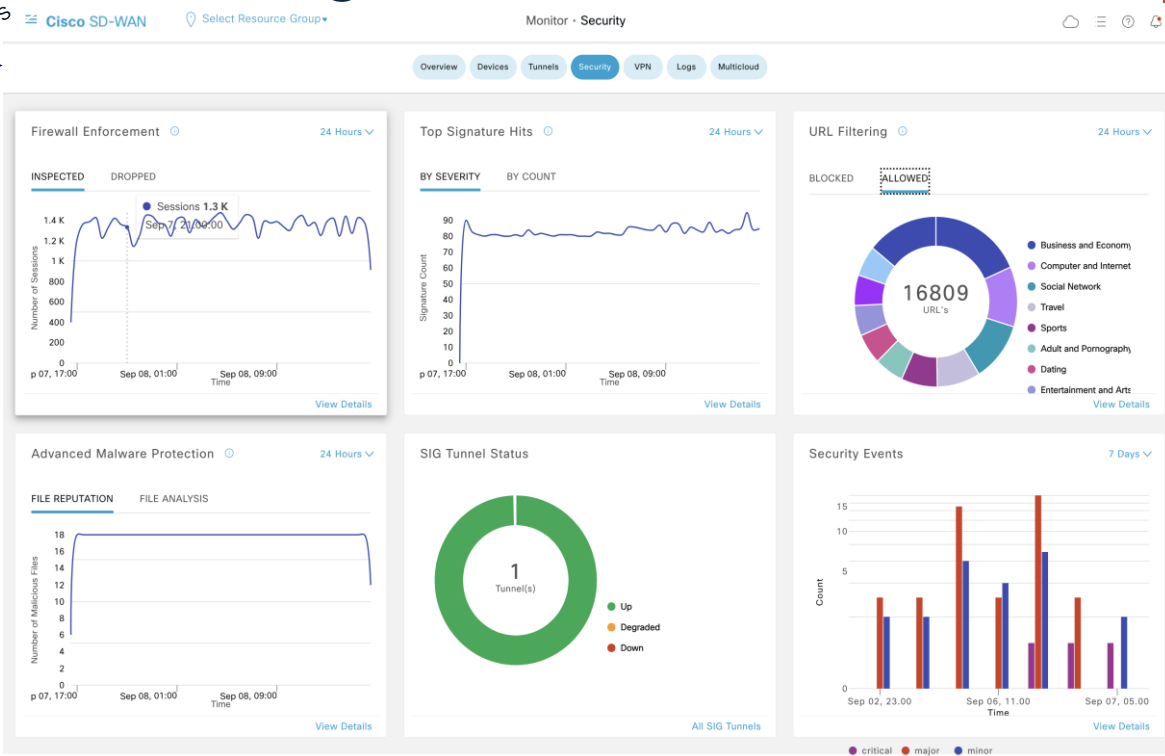 s
Cisco SD-WAN
Select Resource Group▾
Monitor · Security
Overview
Devices
Tunnels
Security
VPN
Logs
Multicloud
Firewall Enforcement
24 Hours
INSPECTED
DROPPED
Sessions 1.3 K
Sep 7, 21:00:00
Number of Sessions
1.4 K
1.2 K
1 K
800
600
400
200
0
p 07, 17:00
Sep 08, 01:00
Sep 08, 09:00
Time
View Details
Top Signature Hits
24 Hours
BY SEVERITY
BY COUNT
Signature Count
90
80
70
60
50
40
30
20
10
0
p 07, 17:00
Sep 08, 01:00
Sep 08, 09:00
Time
View Details
URL Filtering
24 Hours
BLOCKED
ALLOWED
16809
URL's
Business and Economy
Computer and Internet
Social Network
Travel
Sports
Adult and Pornography
Dating
Entertainment and Arts
View Details
Advanced Malware Protection
24 Hours
FILE REPUTATION
FILE ANALYSIS
Number of Malicious Files
18
16
14
12
10
8
6
4
2
0
p 07, 17:00
Sep 08, 01:00
Sep 08, 09:00
Time
View Details
SIG Tunnel Status
1
Tunnel(s)
Up
Degraded
Down
All SIG Tunnels
Security Events
7 Days
Count
15
10
5
0
Sep 02, 23.00
Sep 06, 11.00
Sep 07, 05.00
Time
View Details
critical
major
minor